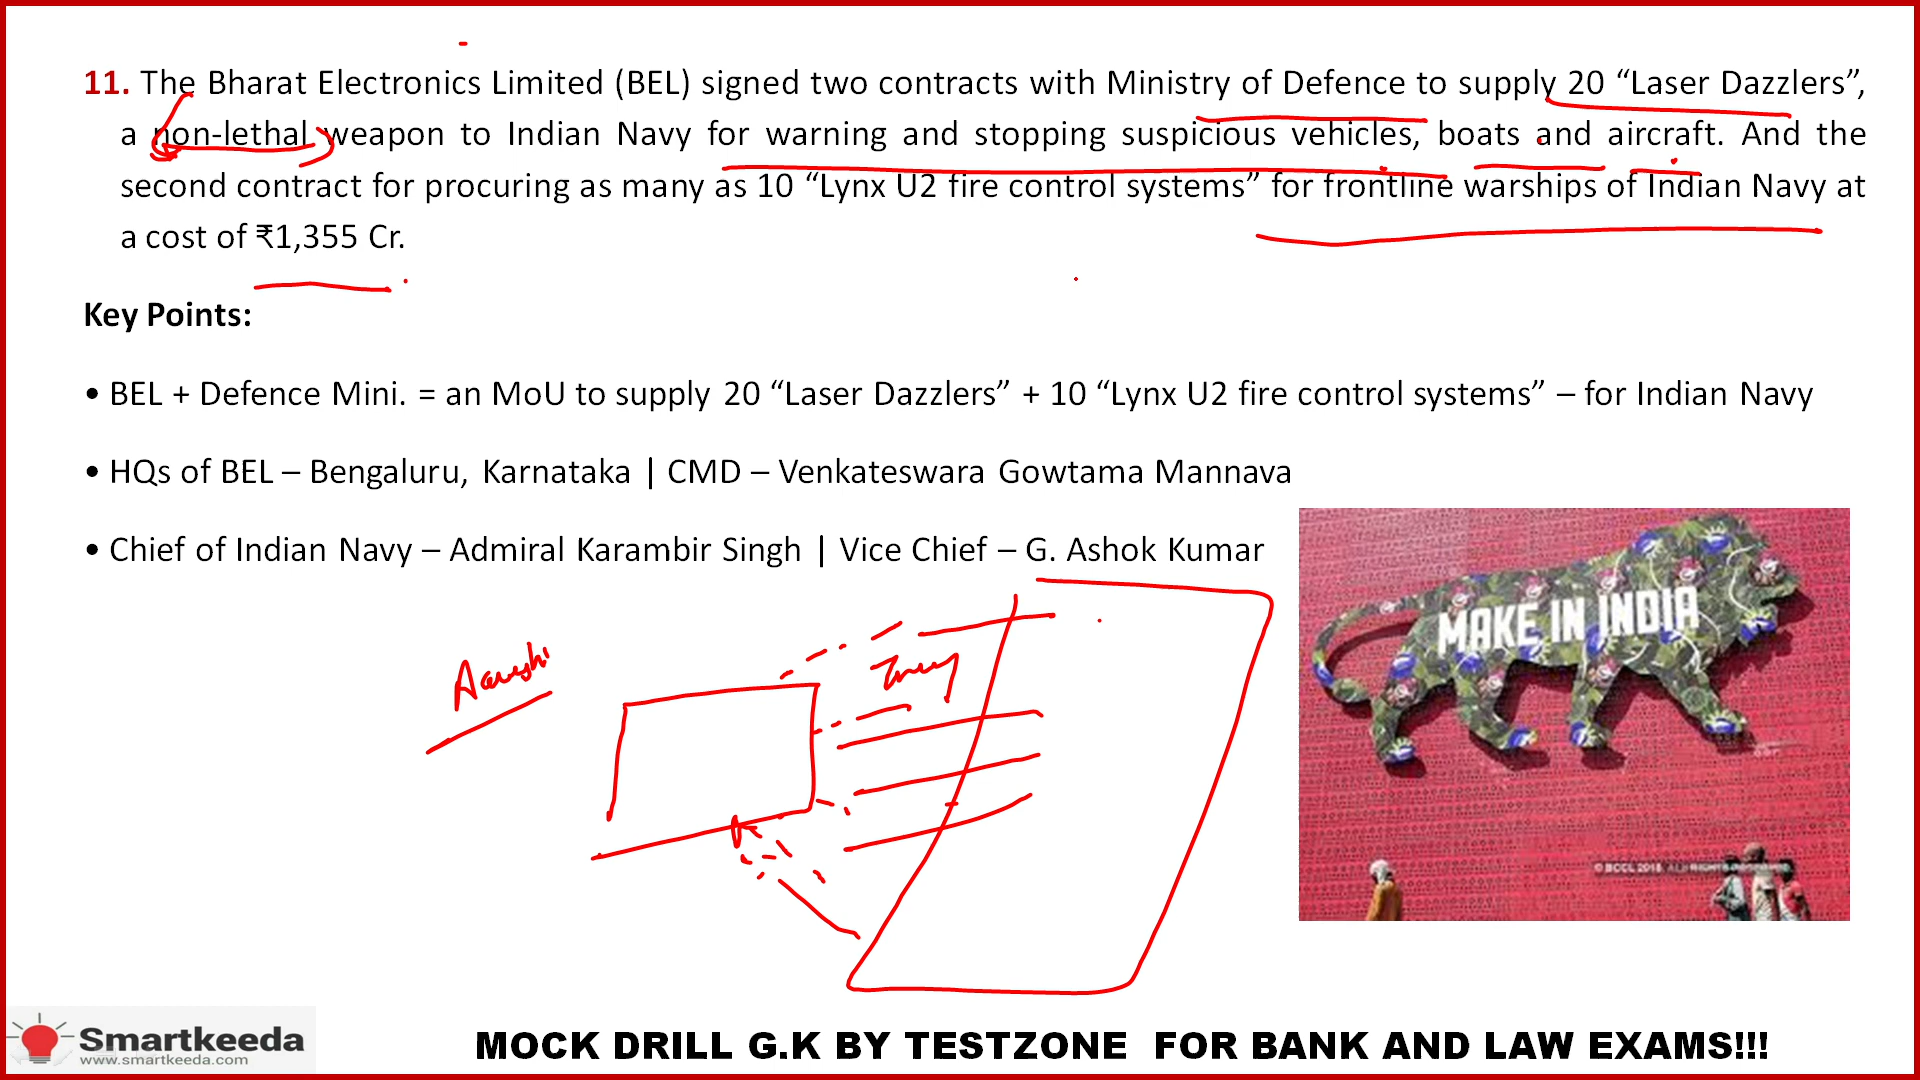 11. The Bharat Electronics Limited (BEL) signed two contracts with Ministry of Defence to supply 20 “Laser Dazzlers”,
a non-lethal weapon to Indian Navy for warning and stopping suspicious vehicles, boats and aircraft. And the
second contract for procuring as many as 10 “Lynx U2 fire control systems” for frontline warships of Indian Navy at
a cost of ₹1,355 Cr.
Key Points:
• BEL + Defence Mini. = an MoU to supply 20 “Laser Dazzlers” + 10 “Lynx U2 fire control systems” – for Indian Navy
• HQs of BEL – Bengaluru, Karnataka | CMD – Venkateswara Gowtama Mannava
• Chief of Indian Navy – Admiral Karambir Singh | Vice Chief – G. Ashok Kumar
MAKE IN INDIA
© BCCL 2018. ALL RIGHTS
Smartkeeda
www.smartkeeda.com
MOCK DRILL G.K BY TESTZONE FOR BANK AND LAW EXAMS!!!